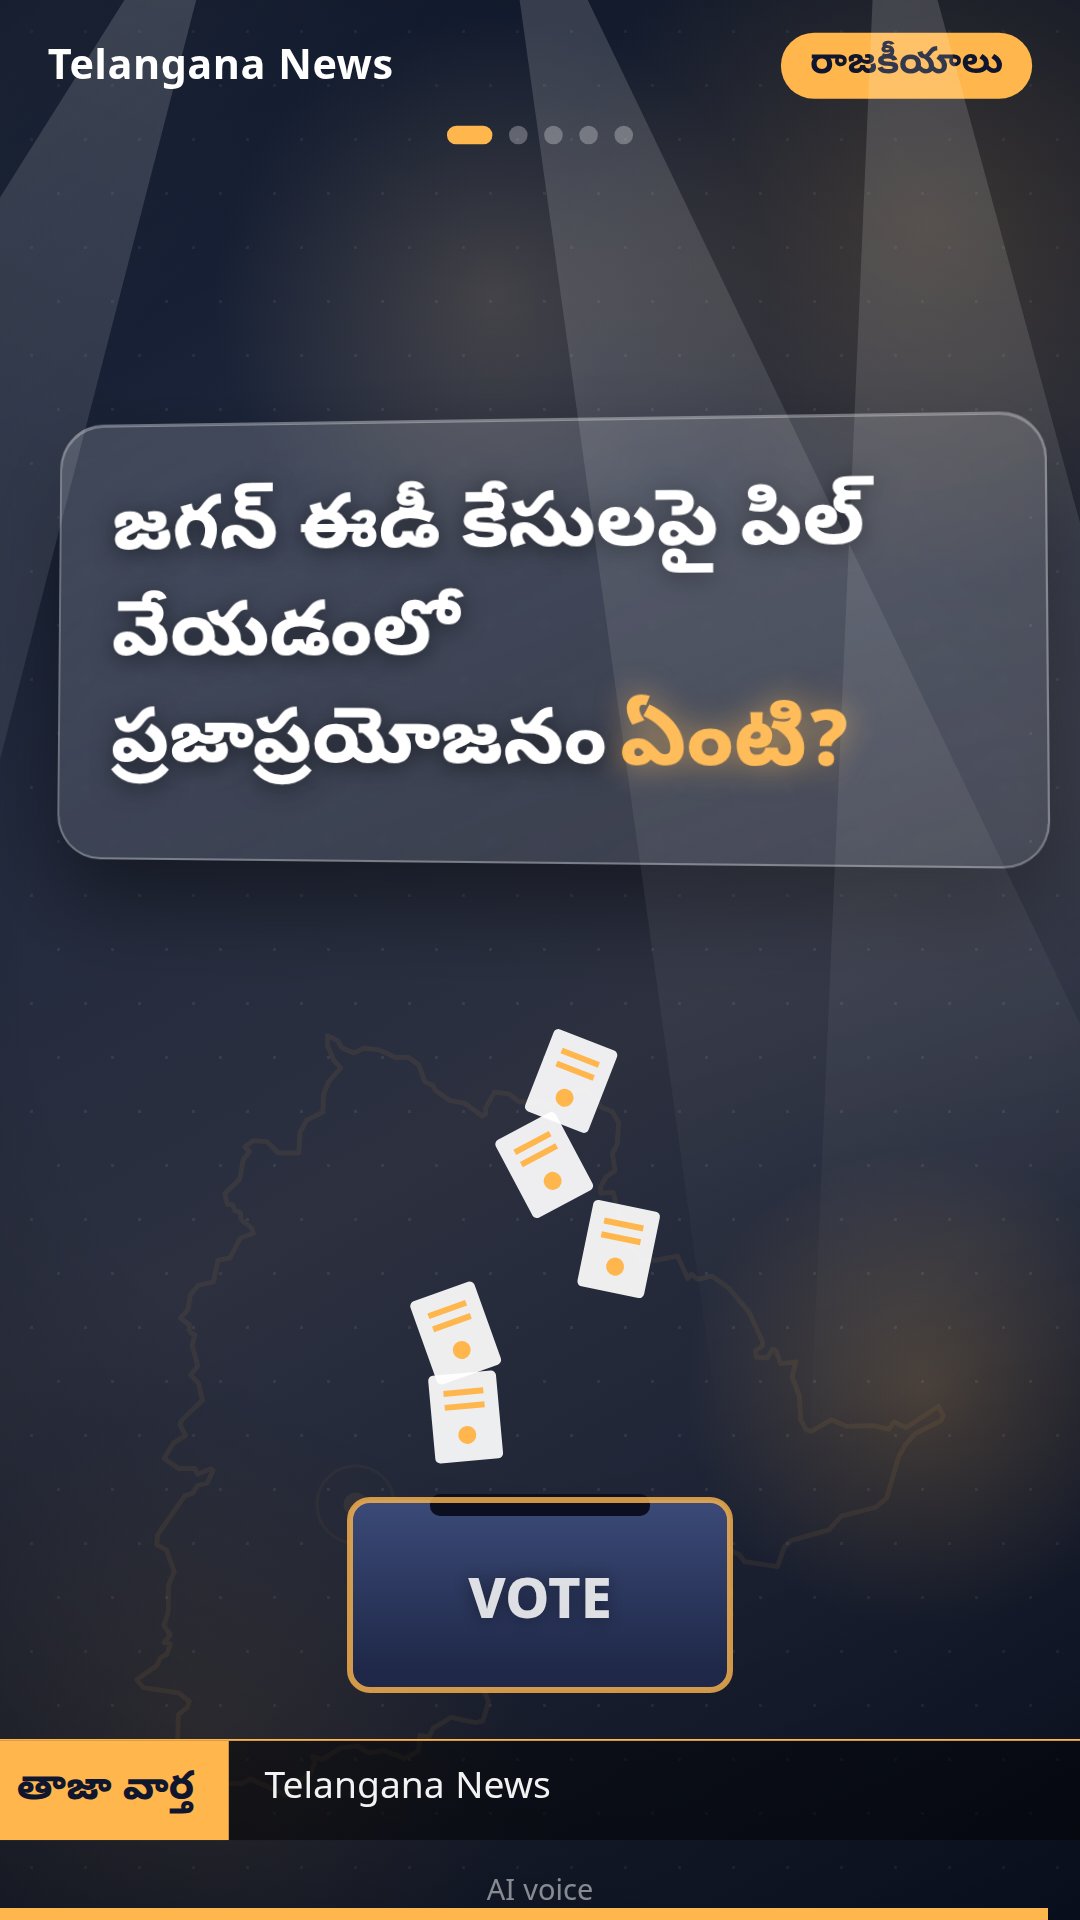 Telangana News
రాజకీయాలు
జగన్ ఈడీ కేసులపై పిల్
వేయడంలో
ప్రజాప్రయోజనం ఏంటి?
VOTE
తాజా వార్త
Telangana News
AI voice